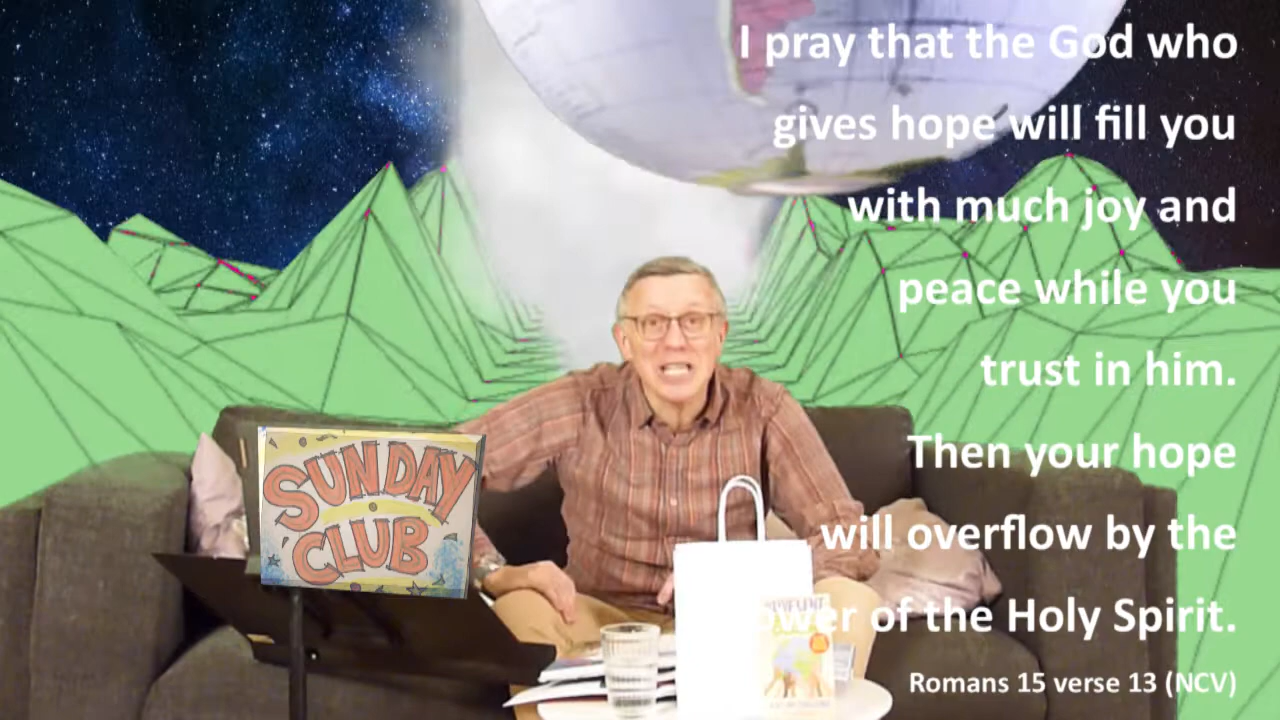 I pray that the God who
gives hope will fill you
with much joy and
peace while you
trust in him.
Then your hope
will overflow by the
power of the Holy Spirit.
Romans 15 verse 13 (NCV)
SUNDAY
CLUB